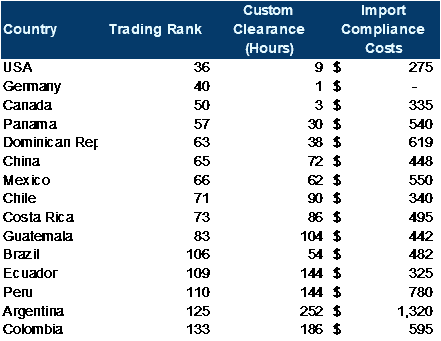 Country Trading Rank Custom Clearance (Hours) Import Compliance Costs
USA 36 9 $ 275
Germany 40 1 $ -
Canada 50 3 $ 335
Panama 57 30 $ 540
Dominican Rep 63 38 $ 619
China 65 72 $ 448
Mexico 66 62 $ 550
Chile 71 90 $ 340
Costa Rica 73 86 $ 495
Guatemala 83 104 $ 442
Brazil 106 54 $ 482
Ecuador 109 144 $ 325
Peru 110 144 $ 780
Argentina 125 252 $ 1,320
Colombia 133 186 $ 595